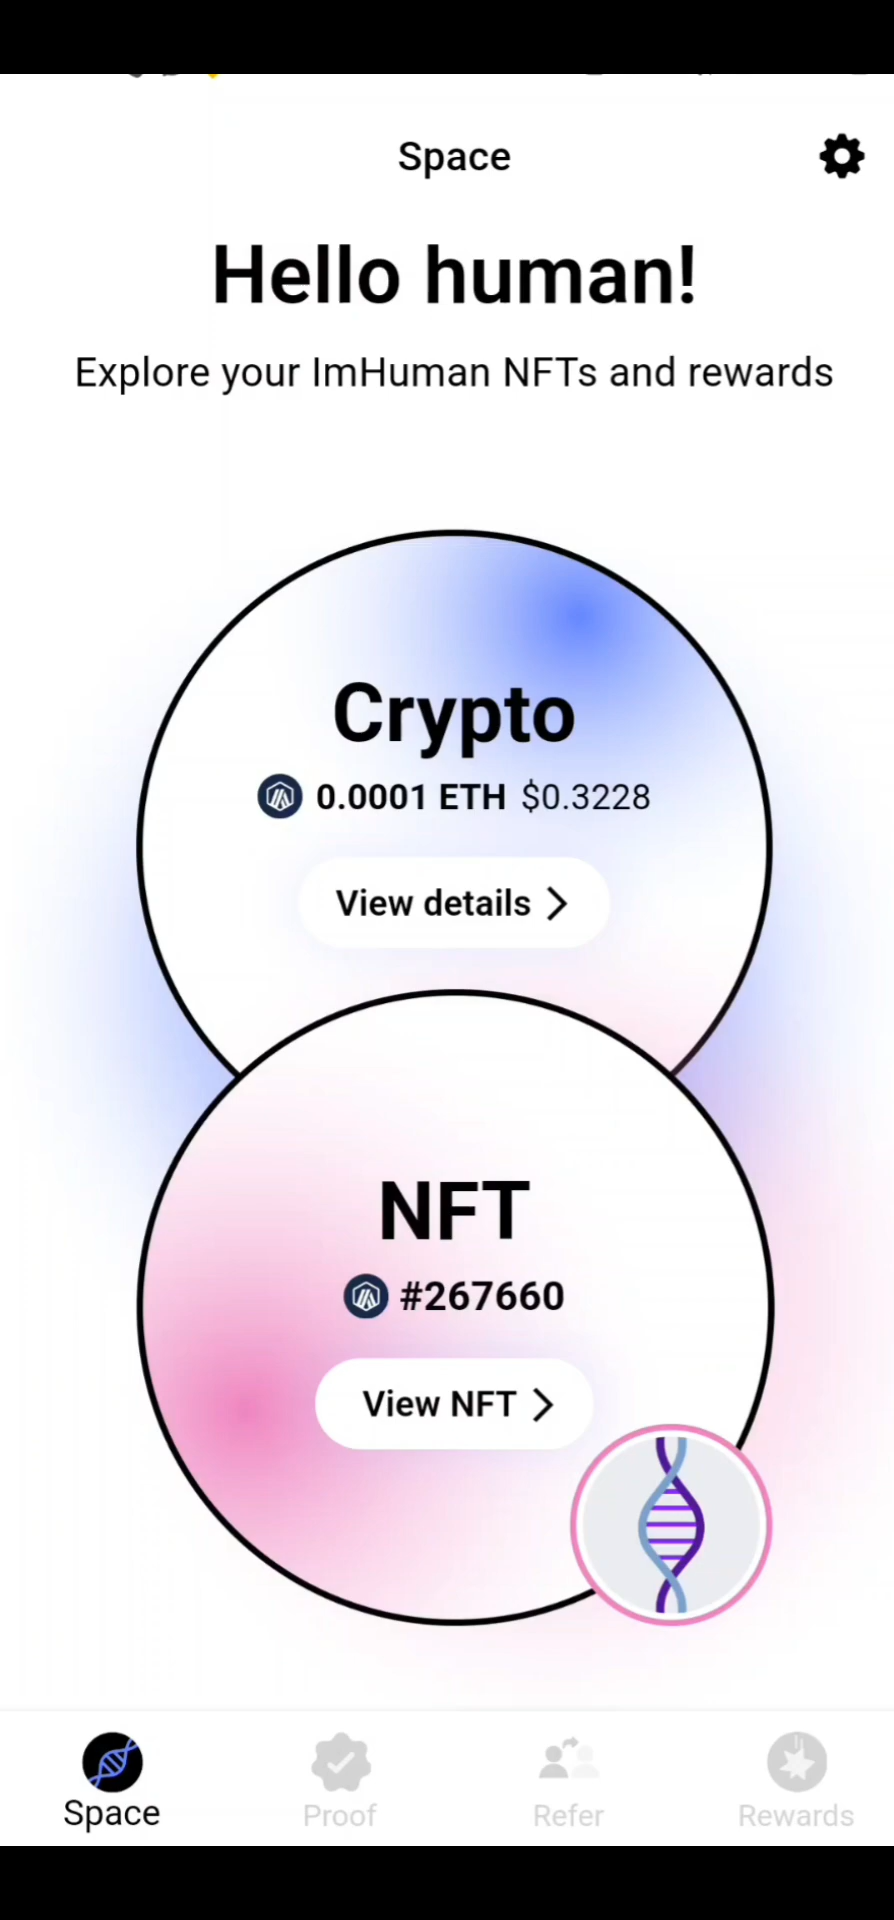 Space
Hello human!
Explore your ImHuman NFTs and rewards
Crypto
0.0001 ETH $0.3228
View details
NFT
#267660
View NFT
Space
Proof
Refer
Rewards